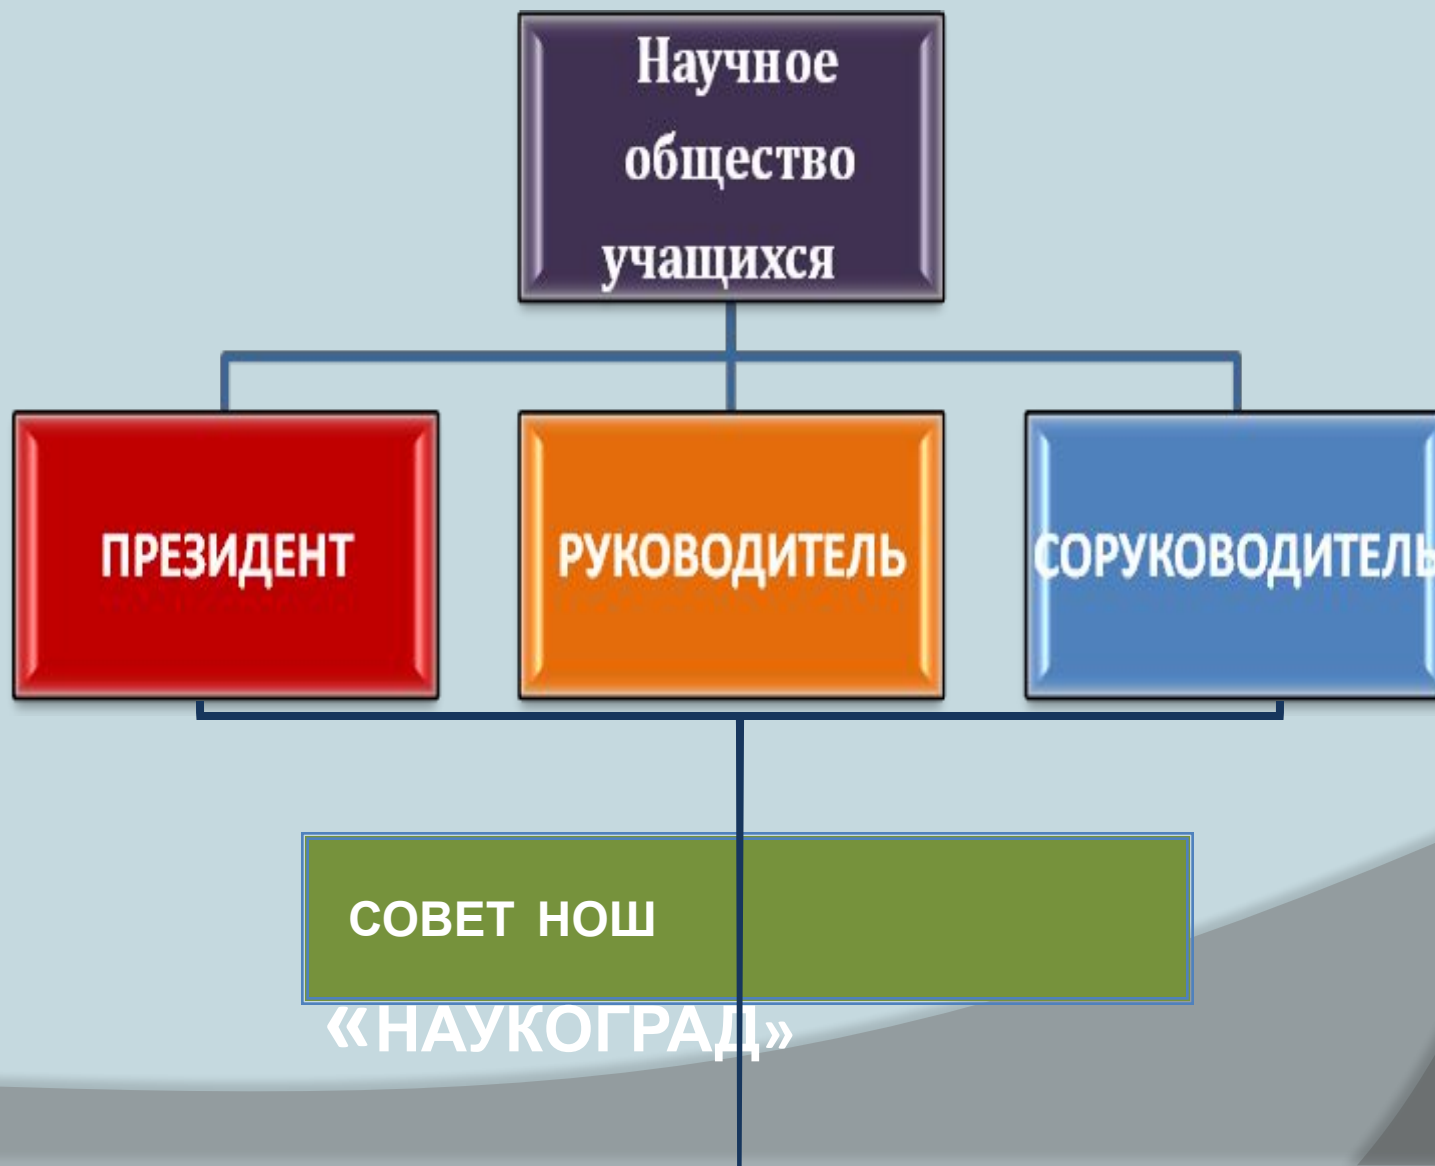 Научное
общество
учащихся
ПРЕЗИДЕНТ
РУКОВОДИТЕЛЬ
СОРУКОВОДИТЕЛЬ
СОВЕТ НОШ
«НАУКОГРАД»